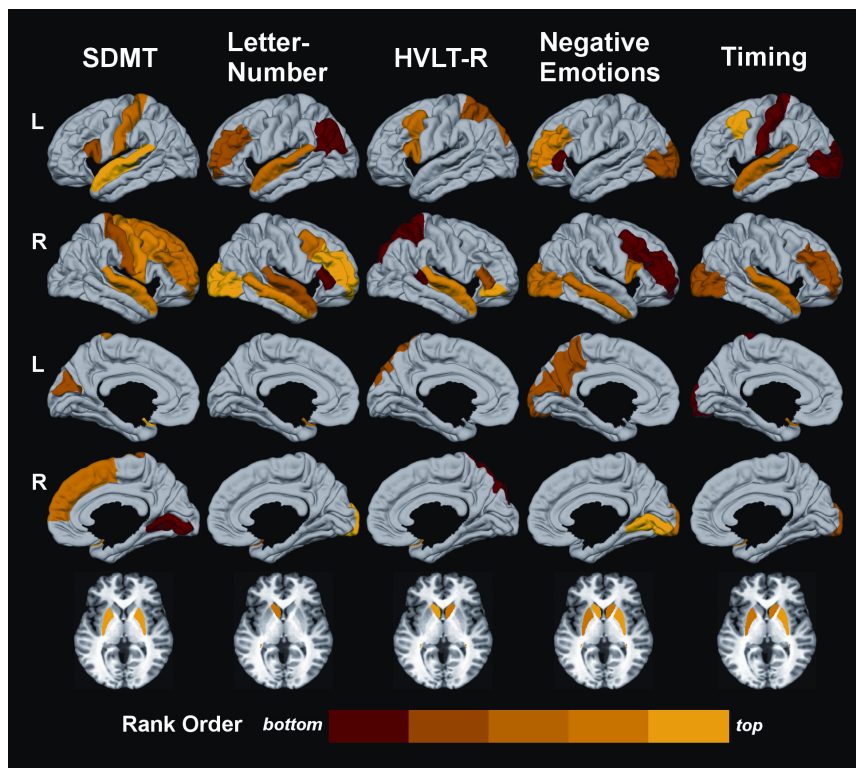 SDMT
Letter-
Number
HVLT-R
Negative
Emotions
Timing
L
R
L
R
Rank Order bottom top